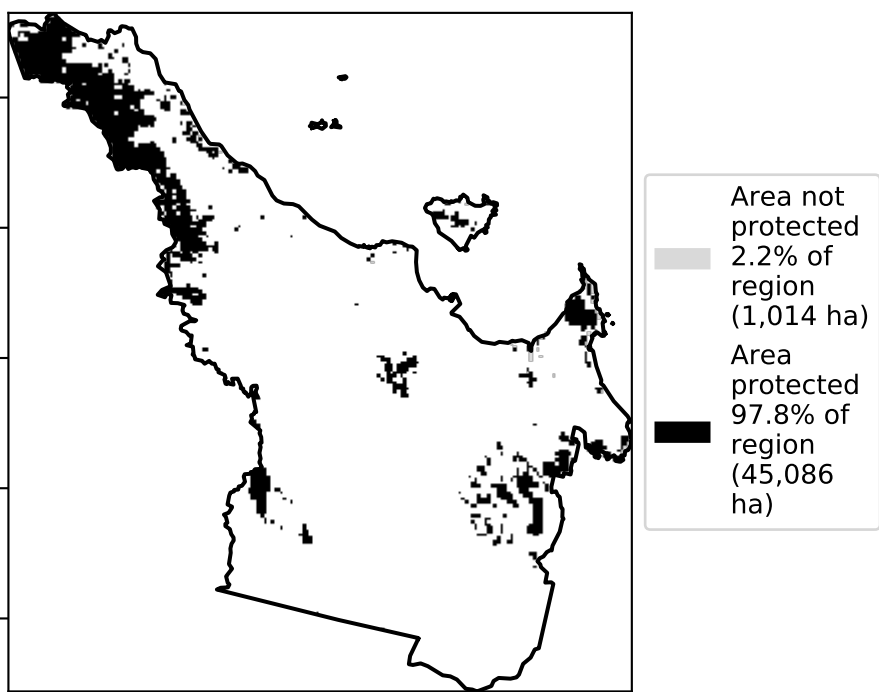 Area not
protected
2.2% of
region
(1,014 ha)
Area
protected
97.8% of
region
(45,086
ha)